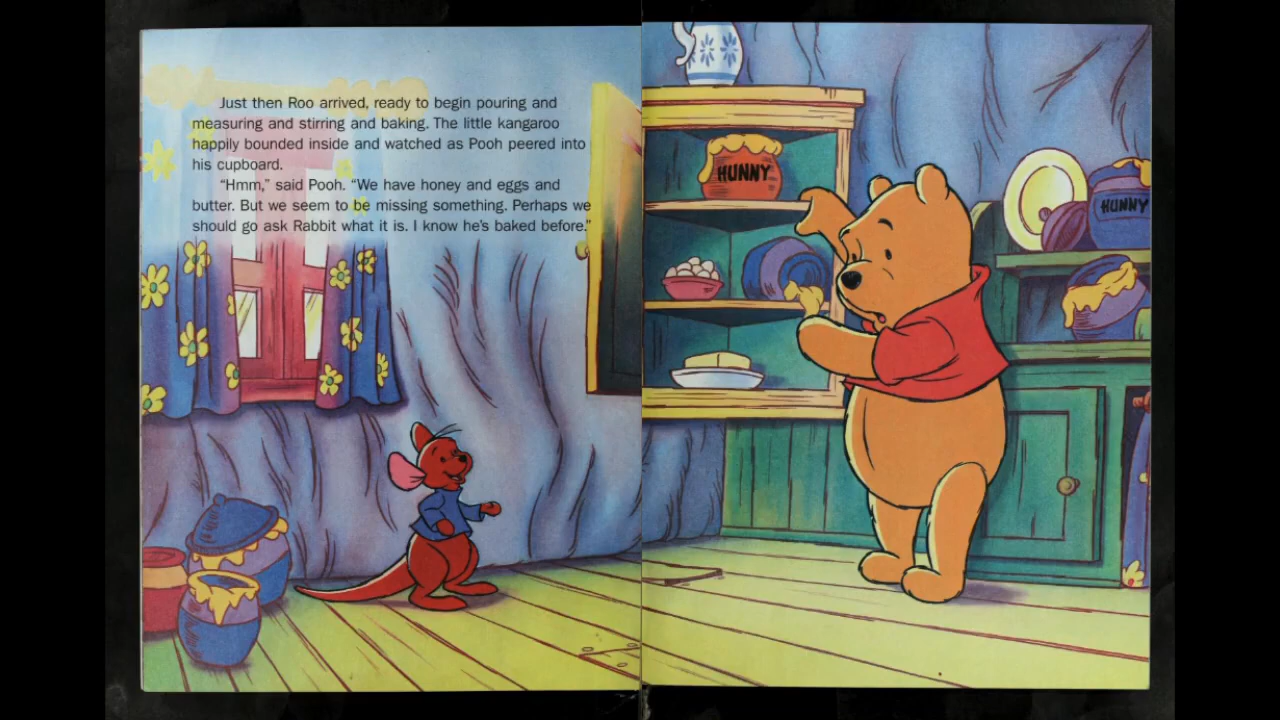 Just then Roo arrived, ready to begin pouring and
measuring and stirring and baking. The little kangaroo
happily bounded inside and watched as Pooh peered into
his cupboard.
“Hmm,” said Pooh. “We have honey and eggs and
butter. But we seem to be missing something. Perhaps we
should go ask Rabbit what it is. I know he’s baked before.”
HUNNY
HUNNY